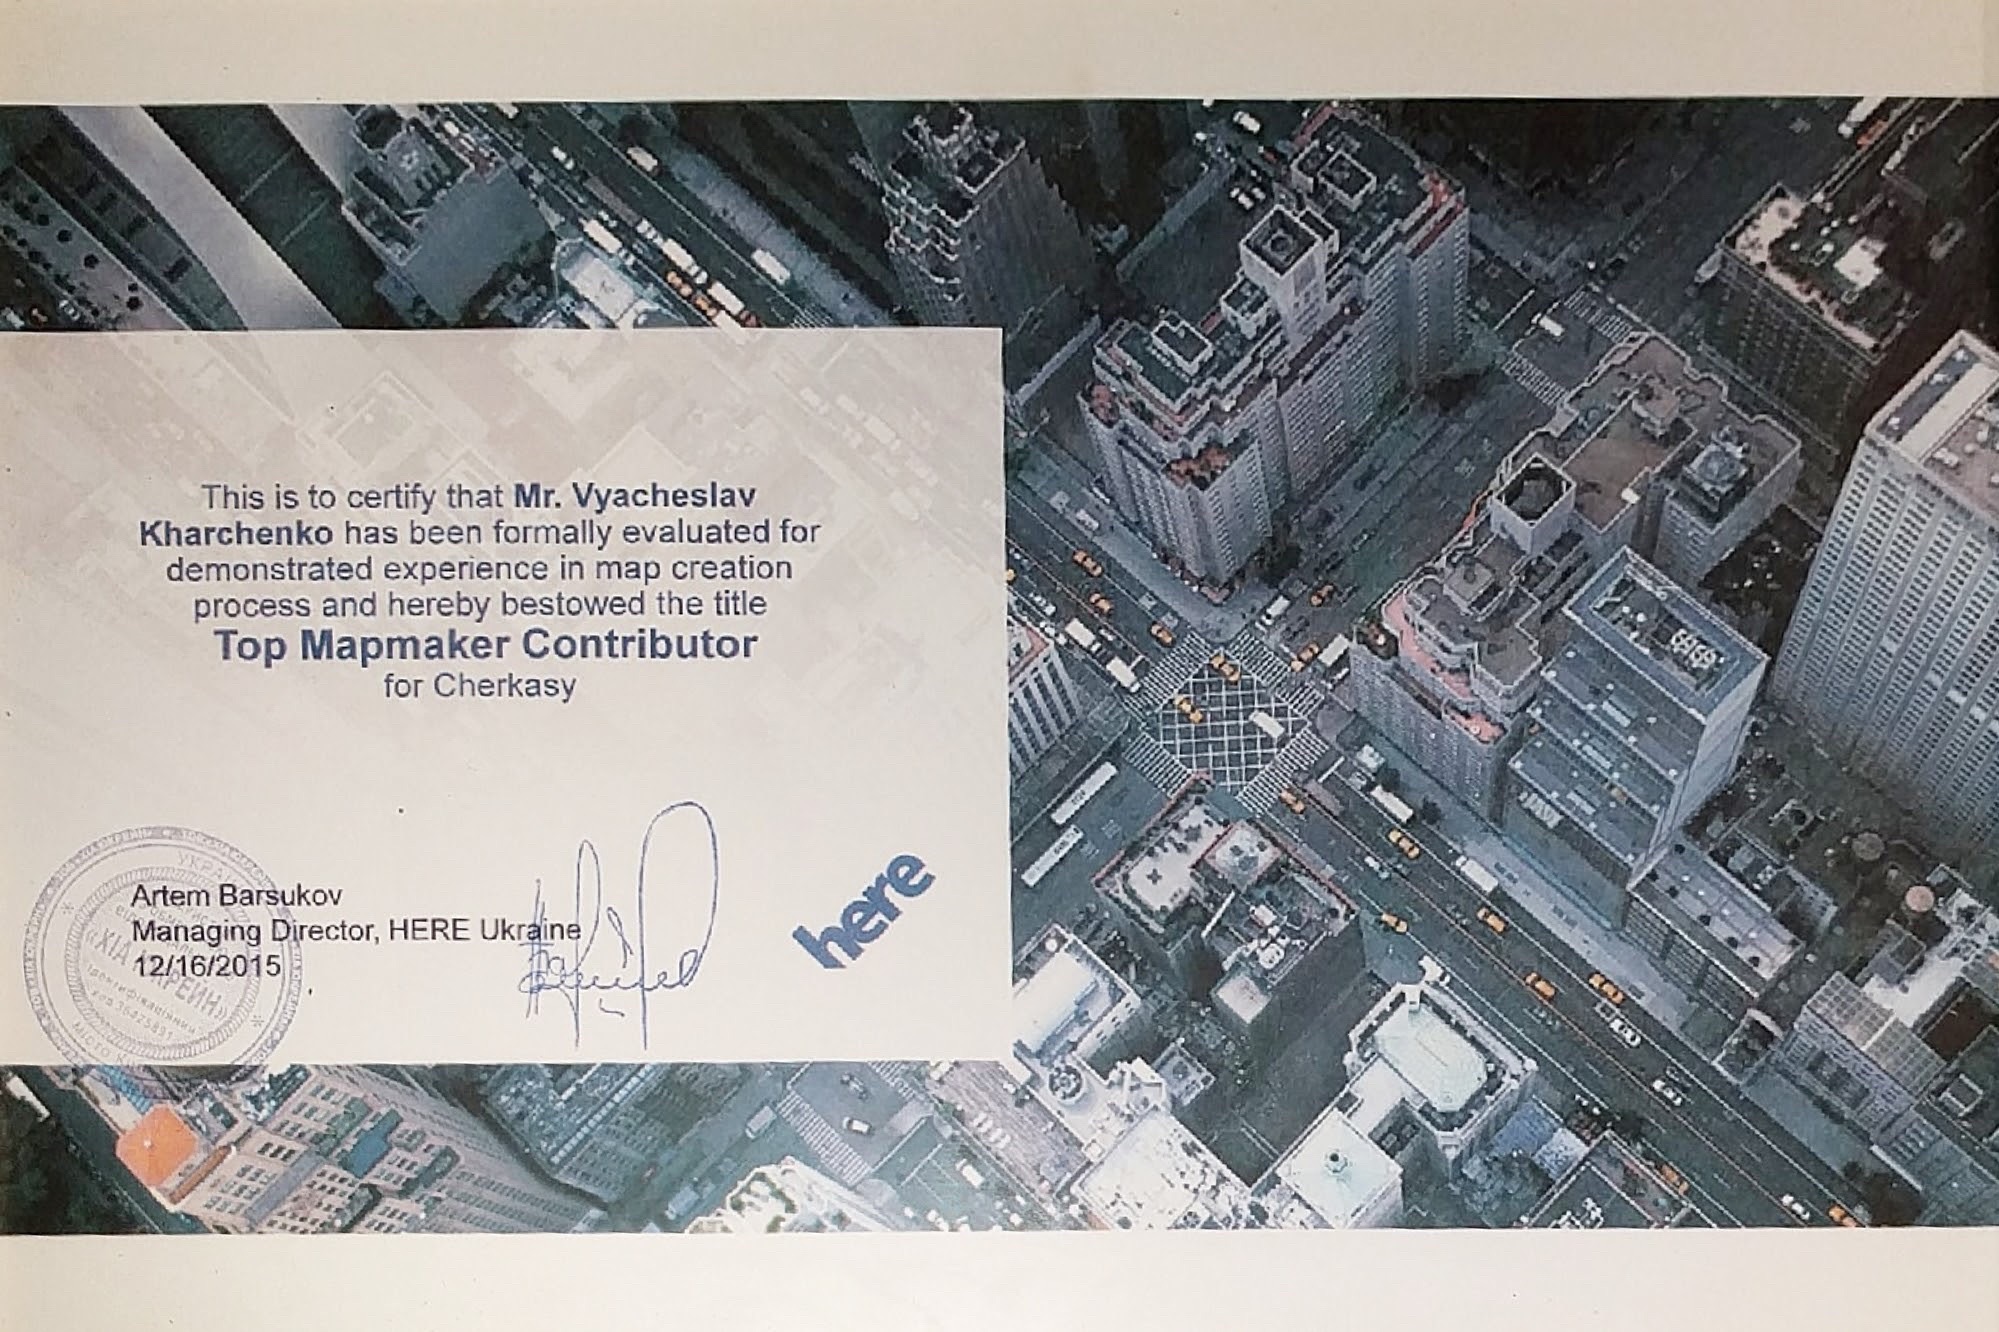 This is to certify that Mr. Vyacheslav
Kharchenko has been formally evaluated for
demonstrated experience in map creation
process and hereby bestowed the title
Top Mapmaker Contributor
for Cherkasy
Artem Barsukov
Managing Director, HERE Ukraine
12/16/2015
here